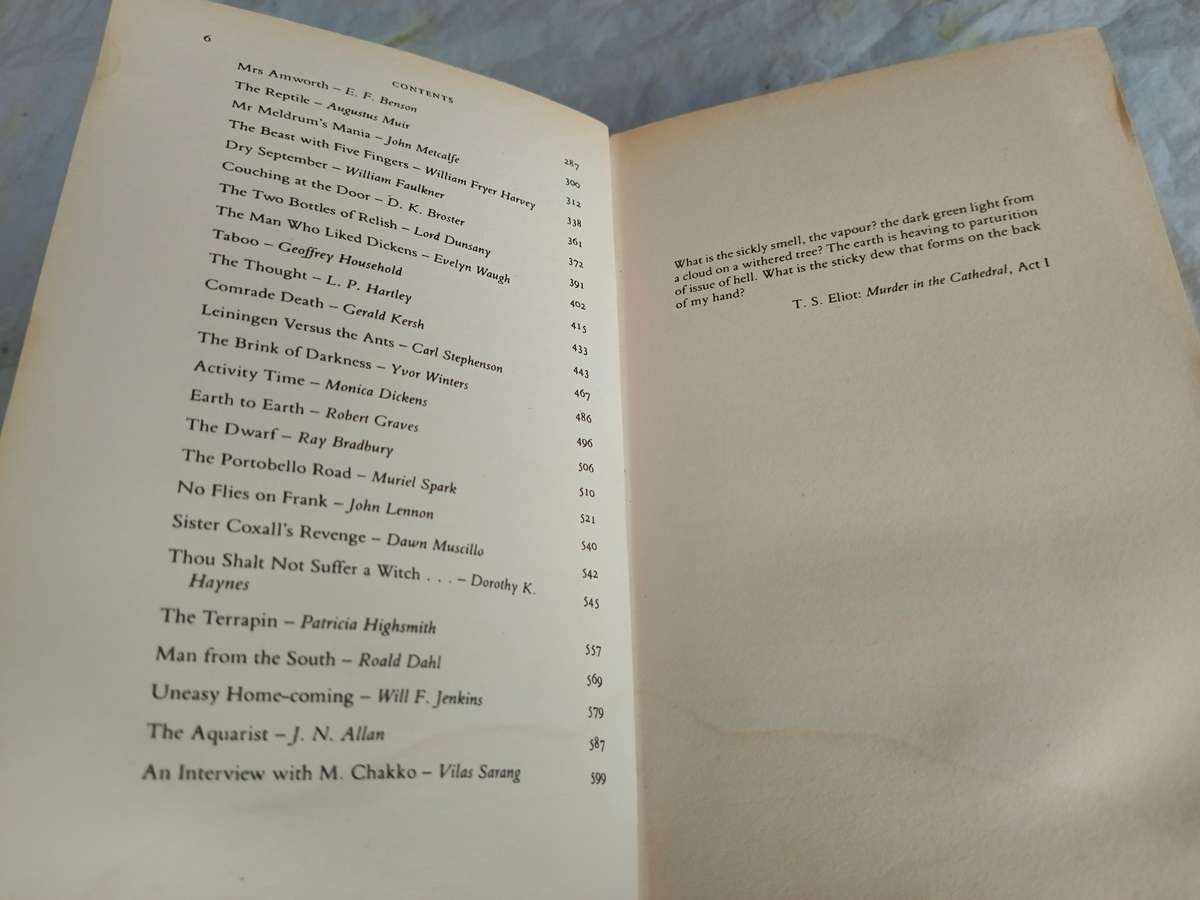 6
CONTENTS
Mrs Amworth – E. F. Benson 287
The Reptile – Augustus Muir 300
Mr Meldrum's Mania – John Metcalfe 312
The Beast with Five Fingers – William Fryer Harvey 338
Dry September – William Faulkner 361
Couching at the Door – D. K. Broster 372
The Two Bottles of Relish – Lord Dunsany 391
The Man Who Liked Dickens – Evelyn Waugh 402
Taboo – Geoffrey Household 415
The Thought – L. P. Hartley 433
Comrade Death – Gerald Kersh 443
Leiningen Versus the Ants – Carl Stephenson 467
The Brink of Darkness – Yvor Winters 486
Activity Time – Monica Dickens 496
Earth to Earth – Robert Graves 506
The Dwarf – Ray Bradbury 510
The Portobello Road – Muriel Spark 521
No Flies on Frank – John Lennon 540
Sister Coxall's Revenge – Dawn Muscillo 542
Thou Shalt Not Suffer a Witch . . . – Dorothy K.
Haynes 545
The Terrapin – Patricia Highsmith 557
Man from the South – Roald Dahl 569
Uneasy Home-coming – Will F. Jenkins 579
The Aquarist – J. N. Allan 587
An Interview with M. Chakko – Vilas Sarang 599
What is the sickly smell, the vapour? the dark green light from
a cloud on a withered tree? The earth is heaving to parturition
of issue of hell. What is the sticky dew that forms on the back
of my hand?
T. S. Eliot: Murder in the Cathedral, Act I